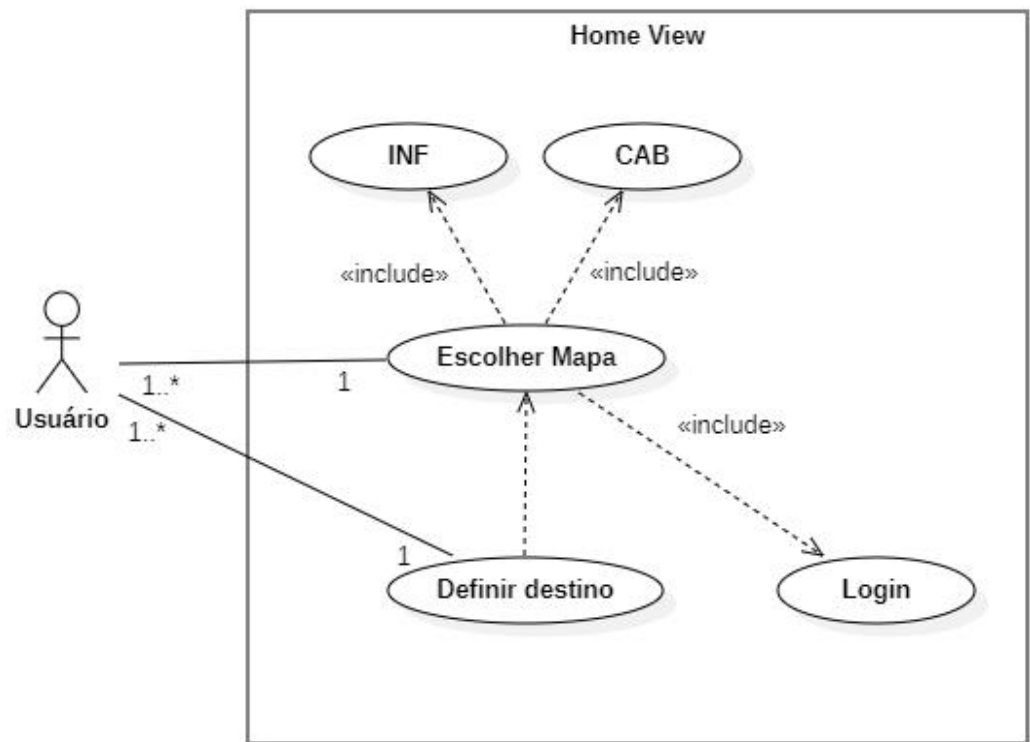 Home View
INF
CAB
«include»
«include»
Escolher Mapa
1..*
1
Usuário
1..*
«include»
1
Definir destino
Login